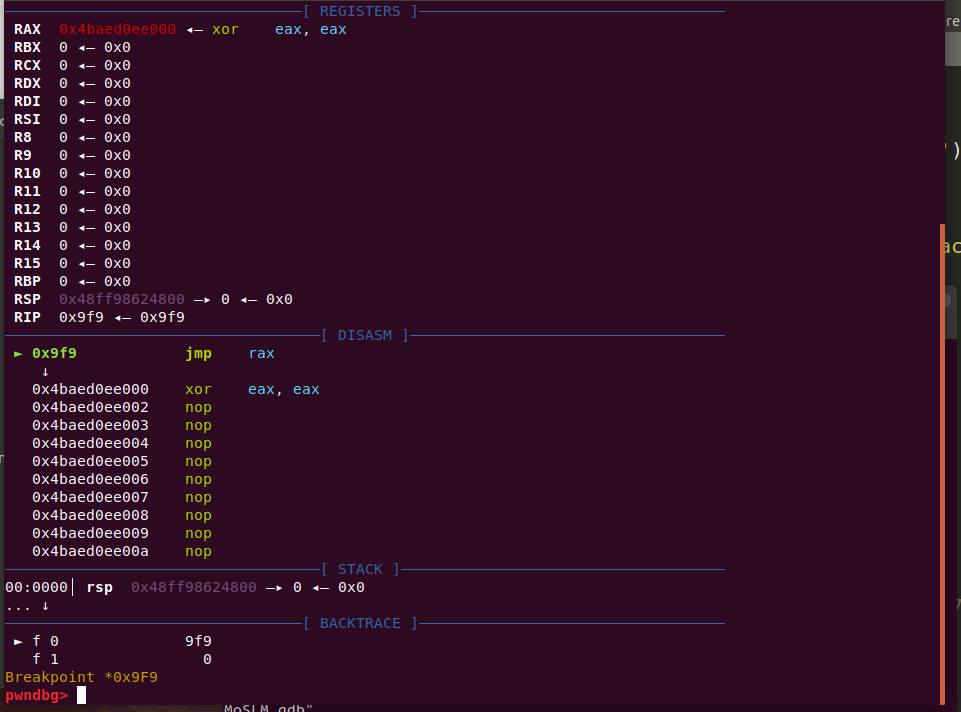 [ REGISTERS ]
RAX 0x4baed0ee000 ◂— xor eax, eax
RBX 0 ◂— 0x0
RCX 0 ◂— 0x0
RDX 0 ◂— 0x0
RDI 0 ◂— 0x0
RSI 0 ◂— 0x0
R8 0 ◂— 0x0
R9 0 ◂— 0x0
R10 0 ◂— 0x0
R11 0 ◂— 0x0
R12 0 ◂— 0x0
R13 0 ◂— 0x0
R14 0 ◂— 0x0
R15 0 ◂— 0x0
RBP 0 ◂— 0x0
RSP 0x48ff98624800 —▸ 0 ◂— 0x0
RIP 0x9f9 ◂— 0x9f9
[ DISASM ]
► 0x9f9 jmp rax
↓
0x4baed0ee000 xor eax, eax
0x4baed0ee002 nop
0x4baed0ee003 nop
0x4baed0ee004 nop
0x4baed0ee005 nop
0x4baed0ee006 nop
0x4baed0ee007 nop
0x4baed0ee008 nop
0x4baed0ee009 nop
0x4baed0ee00a nop
[ STACK ]
00:0000│ rsp 0x48ff98624800 —▸ 0 ◂— 0x0
... ↓
[ BACKTRACE ]
► f 0 9f9
f 1 0
Breakpoint *0x9F9
pwndbg>